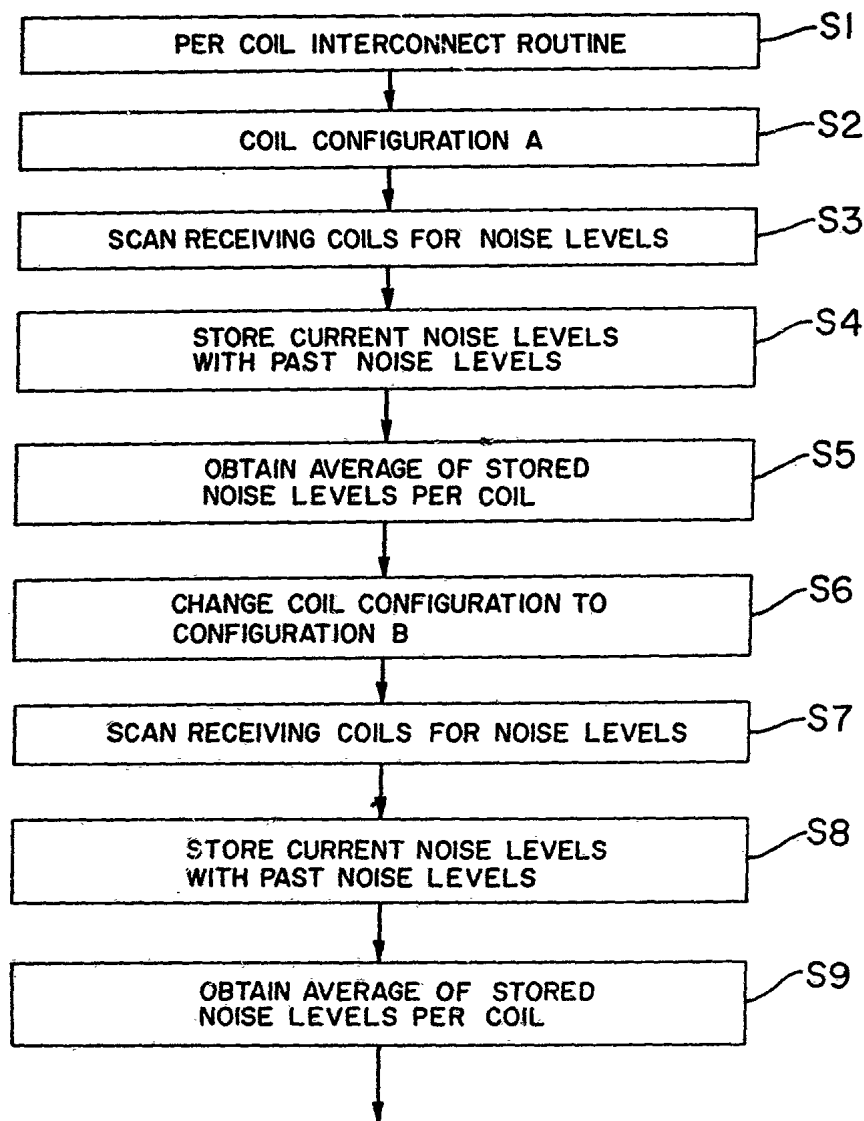 PER COIL INTERCONNECT ROUTINE
S1
COIL CONFIGURATION A
S2
SCAN RECEIVING COILS FOR NOISE LEVELS
S3
STORE CURRENT NOISE LEVELS
WITH PAST NOISE LEVELS
S4
OBTAIN AVERAGE OF STORED
NOISE LEVELS PER COIL
S5
CHANGE COIL CONFIGURATION TO
CONFIGURATION B
S6
SCAN RECEIVING COILS FOR NOISE LEVELS
S7
STORE CURRENT NOISE LEVELS
WITH PAST NOISE LEVELS
S8
OBTAIN AVERAGE OF STORED
NOISE LEVELS PER COIL
S9